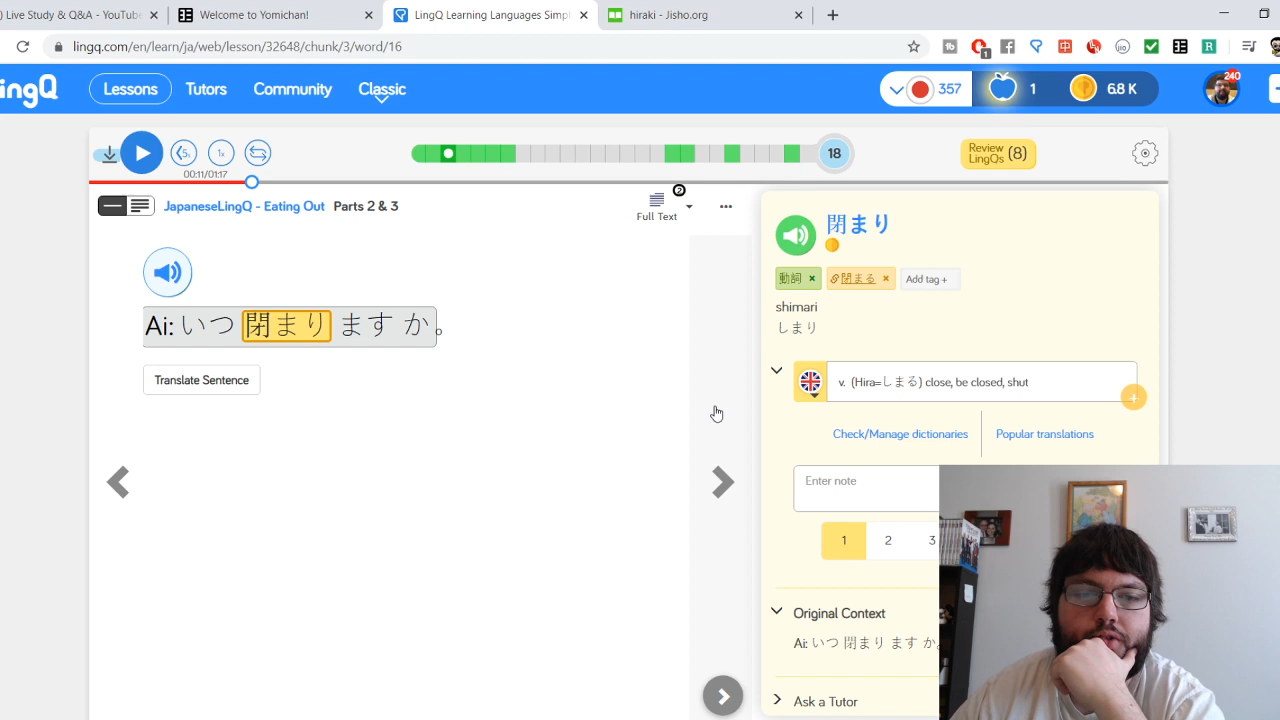 ) Live Study & Q&A - YouTube ×
Welcome to Yomichan! ×
LingQ Learning Languages Simpl ×
hiraki - Jisho.org ×
lingq.com/en/learn/ja/web/lesson/32648/chunk/3/word/16
1
ingQ
Lessons
Tutors
Community
Classic
357
1
6.8 K
240
5s
1x
00:11/01:17
18
Review
LingQs (8)
JapaneseLingQ - Eating Out Parts 2 & 3
2
Full Text
Ai: いつ 閉まり ます か。
Translate Sentence
閉まり
動詞 ×
閉まる ×
Add tag +
shimari
しまり
v. (Hira=しまる) close, be closed, shut
Check/Manage dictionaries
Popular translations
Enter note
1 2 3
Original Context
Ai: いつ 閉まり ます か
Ask a Tutor